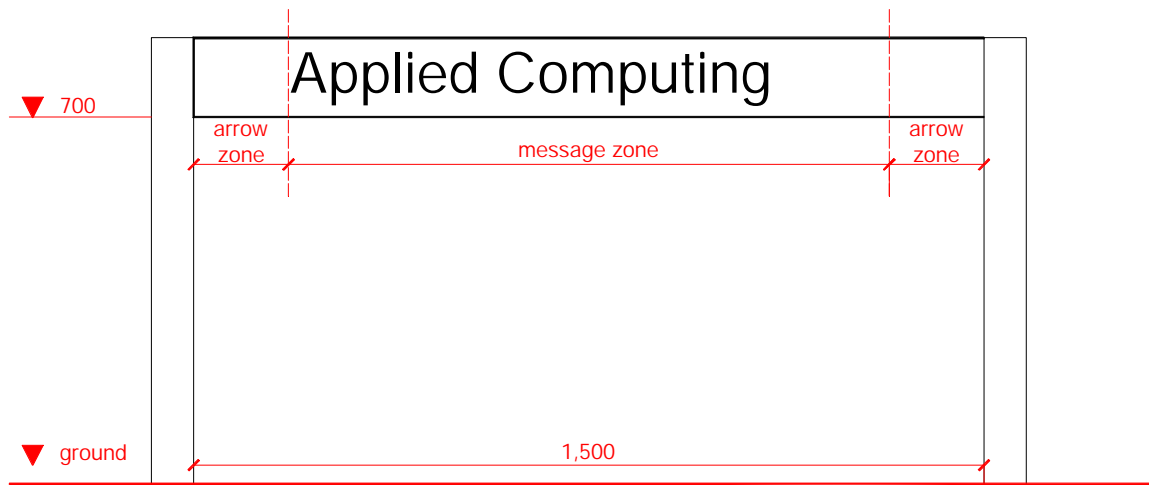 Applied Computing
700
arrow
zone
message zone
arrow
zone
ground
1,500